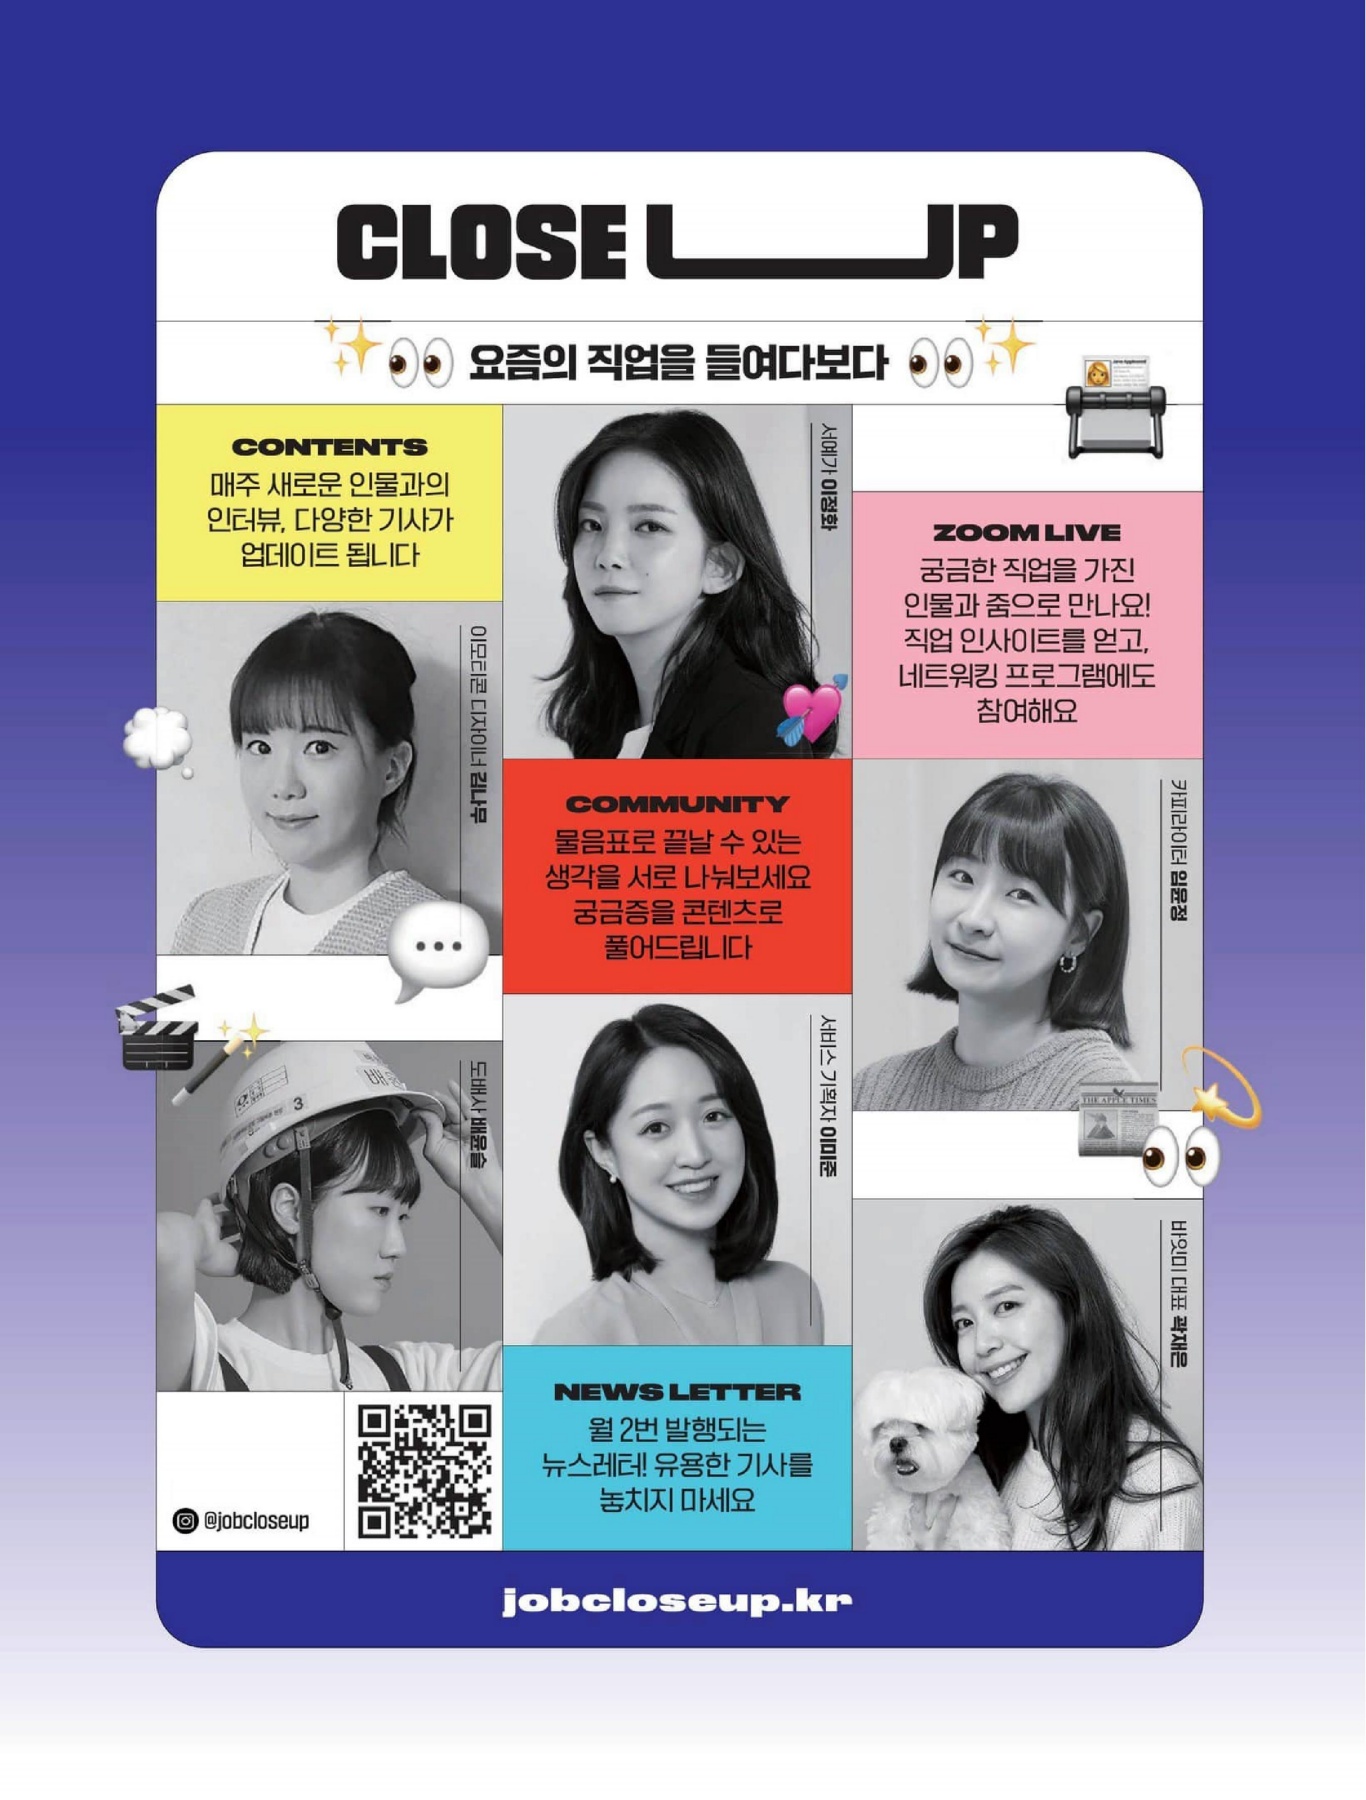 CLOSE UP
요즘의 직업을 들여다보다
CONTENTS
매주 새로운 인물과의
인터뷰, 다양한 기사가
업데이트 됩니다
서예가 이정화
ZOOM LIVE
궁금한 직업을 가진
인물과 줌으로 만나요!
직업 인사이트를 얻고,
네트워킹 프로그램에도
참여해요
이모티콘 디자이너 김나무
COMMUNITY
물음표로 끝날 수 있는
생각을 서로 나눠보세요
궁금증을 콘텐츠로
풀어드립니다
카피라이터 임윤정
THE APPLE TIMES
3
도배사 배윤슬
서비스 기획자 이미준
바잇미 대표 곽재은
NEWS LETTER
월 2번 발행되는
뉴스레터! 유용한 기사를
놓치지 마세요
@jobcloseup
jobcloseup.kr